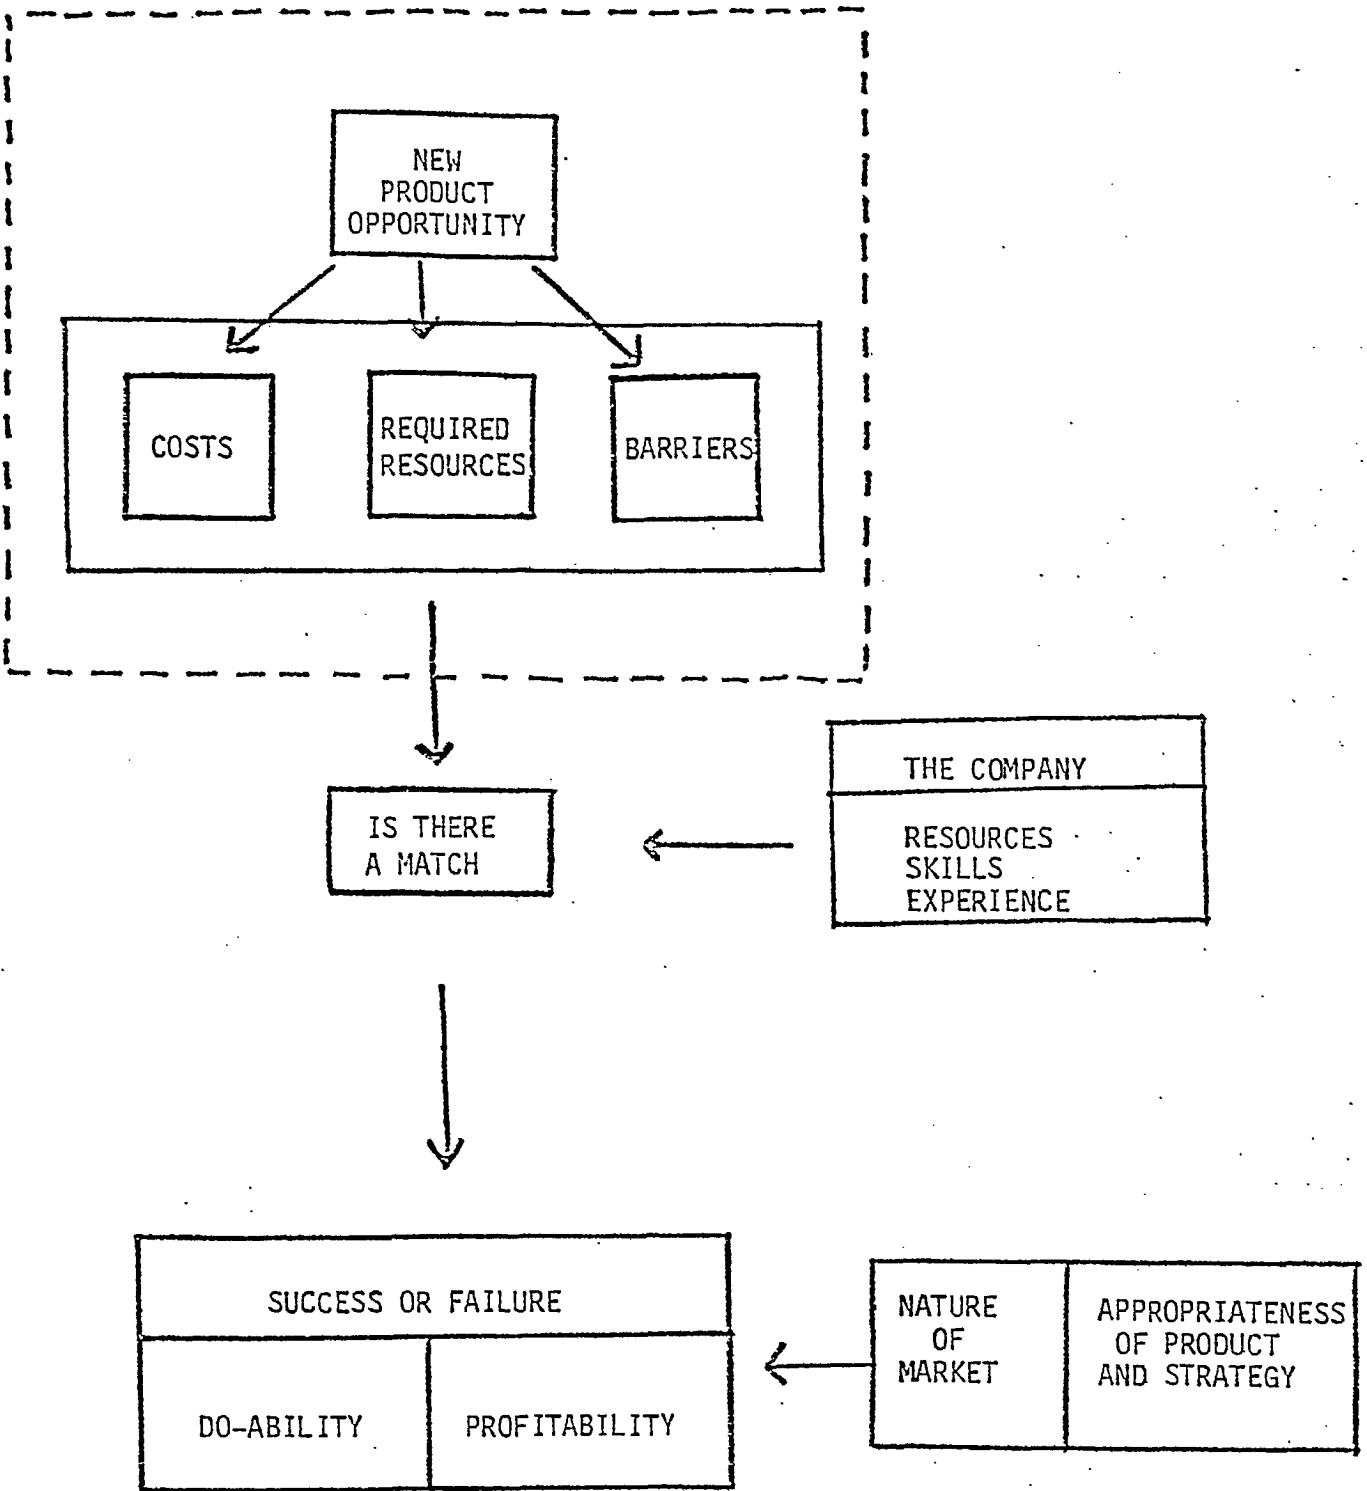 NEW
PRODUCT
OPPORTUNITY
COSTS
REQUIRED
RESOURCES
BARRIERS
THE COMPANY
IS THERE
A MATCH
RESOURCES
SKILLS
EXPERIENCE
SUCCESS OR FAILURE
DO-ABILITY
PROFITABILITY
NATURE
OF
MARKET
APPROPRIATENESS
OF PRODUCT
AND STRATEGY